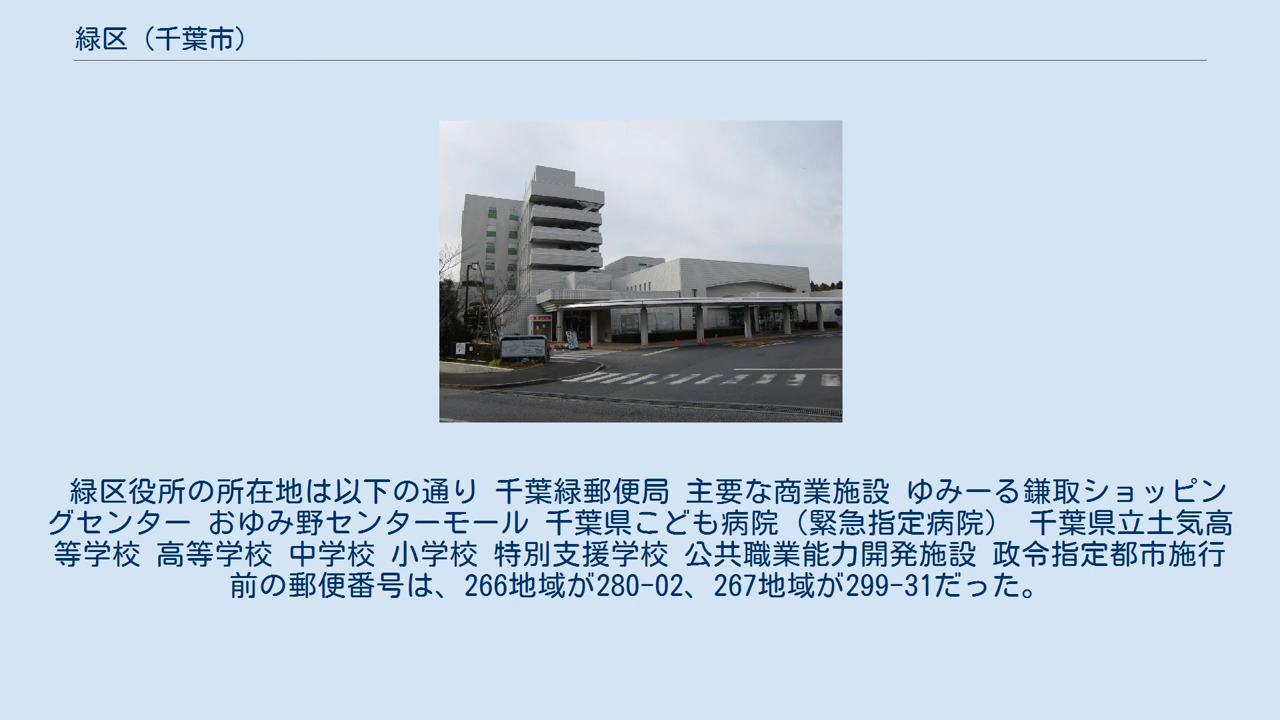 緑区（千葉市）
緑区役所の所在地は以下の通り 千葉緑郵便局 主要な商業施設 ゆみーる鎌取ショッピン
グセンター おゆみ野センターモール 千葉県こども病院（緊急指定病院） 千葉県立土気高
等学校 高等学校 中学校 小学校 特別支援学校 公共職業能力開発施設 政令指定都市施行
前の郵便番号は、266地域が280-02、267地域が299-31だった。